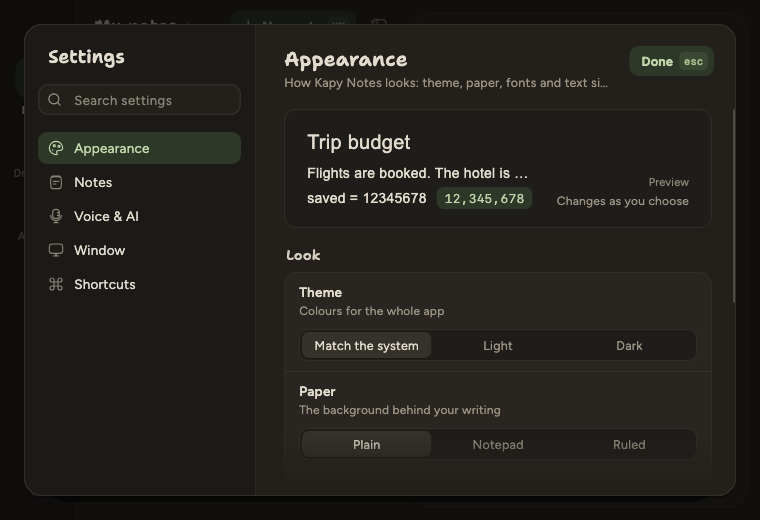 Settings
Search settings
Appearance
Notes
Voice & AI
Window
Shortcuts
Appearance
How Kapy Notes looks: theme, paper, fonts and text si...
Done esc
Trip budget
Flights are booked. The hotel is ...
saved = 12345678 12,345,678
Preview
Changes as you choose
Look
Theme
Colours for the whole app
Match the system Light Dark
Paper
The background behind your writing
Plain Notepad Ruled